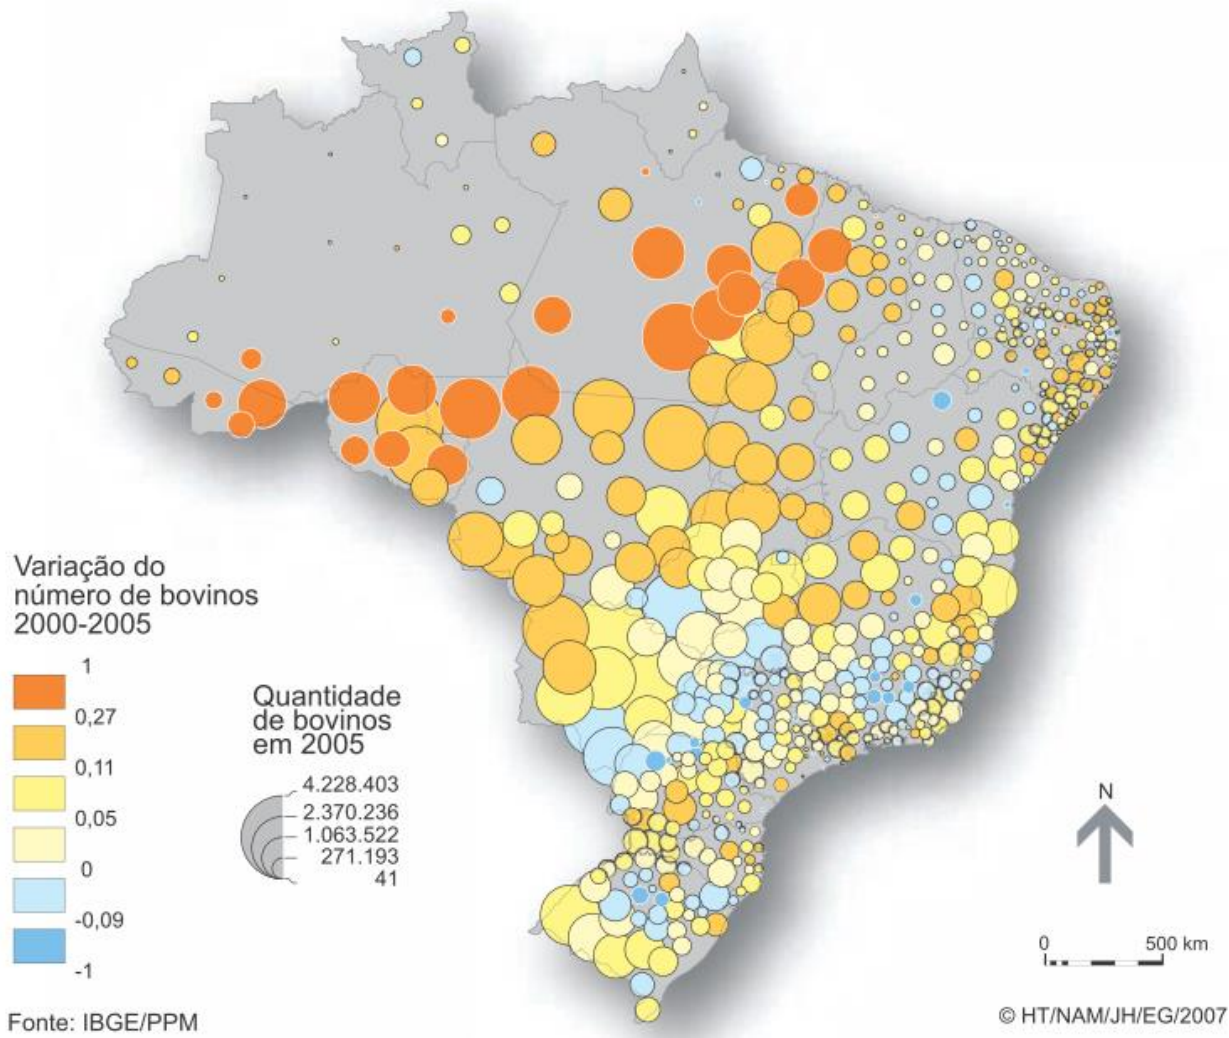 Variação do
número de bovinos
2000-2005
1
0,27
0,11
0,05
0
-0,09
-1
Quantidade
de bovinos
em 2005
4.228.403
2.370.236
1.063.522
271.193
41
N
0 500 km
Fonte: IBGE/PPM
© HT/NAM/JH/EG/2007